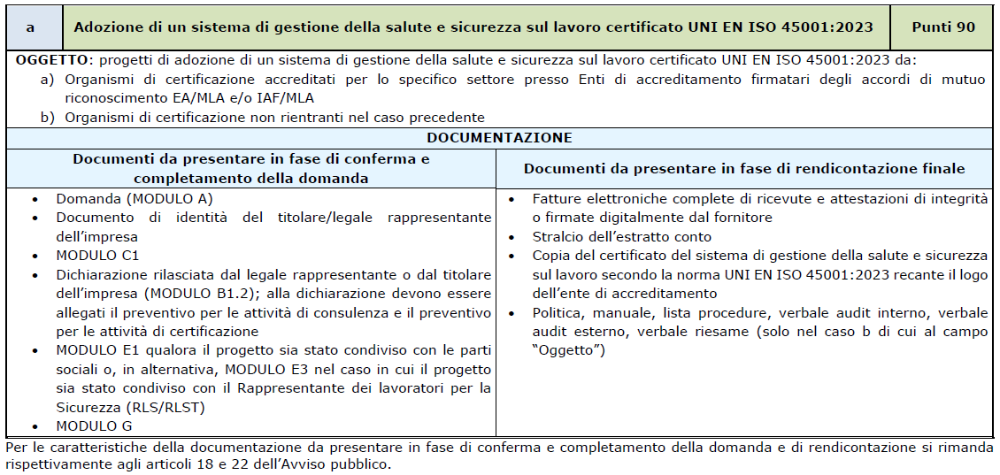 a
Adozione di un sistema di gestione della salute e sicurezza sul lavoro certificato UNI EN ISO 45001:2023
Punti 90
OGGETTO: progetti di adozione di un sistema di gestione della salute e sicurezza sul lavoro certificato UNI EN ISO 45001:2023 da:
a) Organismi di certificazione accreditati per lo specifico settore presso Enti di accreditamento firmatari degli accordi di mutuo
riconoscimento EA/MLA e/o IAF/MLA
b) Organismi di certificazione non rientranti nel caso precedente
DOCUMENTAZIONE
Documenti da presentare in fase di conferma e
completamento della domanda
• Domanda (MODULO A)
• Documento di identità del titolare/legale rappresentante
dell’impresa
• MODULO C1
• Dichiarazione rilasciata dal legale rappresentante o dal titolare
dell’impresa (MODULO B1.2); alla dichiarazione devono essere
allegati il preventivo per le attività di consulenza e il preventivo
per le attività di certificazione
• MODULO E1 qualora il progetto sia stato condiviso con le parti
sociali o, in alternativa, MODULO E3 nel caso in cui il progetto
sia stato condiviso con il Rappresentante dei lavoratori per la
Sicurezza (RLS/RLST)
• MODULO G
Documenti da presentare in fase di rendicontazione finale
• Fatture elettroniche complete di ricevute e attestazioni di integrità
o firmate digitalmente dal fornitore
• Stralcio dell’estratto conto
• Copia del certificato del sistema di gestione della salute e sicurezza
sul lavoro secondo la norma UNI EN ISO 45001:2023 recante il logo
dell’ente di accreditamento
• Politica, manuale, lista procedure, verbale audit interno, verbale
audit esterno, verbale riesame (solo nel caso b di cui al campo
“Oggetto”)
Per le caratteristiche della documentazione da presentare in fase di conferma e completamento della domanda e di rendicontazione si rimanda
rispettivamente agli articoli 18 e 22 dell’Avviso pubblico.